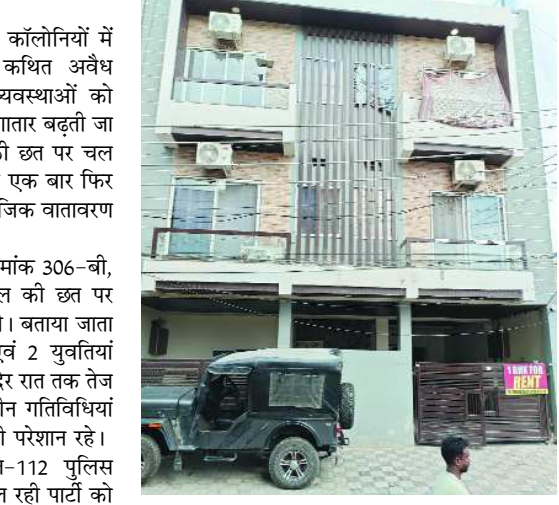 कॉलोनियों में
कथित अवैध
व्यवस्थाओं को
गातार बढ़ती जा
छत पर चल
एक बार फिर
जिक वातावरण
मांक 306-बी,
ल की छत पर
। बताया जाता
एवं 2 युवतियां
देर रात तक तेज
ीन गतिविधियां
ी परेशान रहे।
न-112 पुलिस
ल रही पार्टी को
1 BHK FOR
RENT